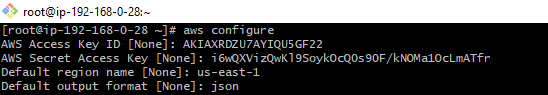 root@ip-192-168-0-28:~
[root@ip-192-168-0-28 ~]# aws configure
AWS Access Key ID [None]: AKIAXRDZU7AYIQU5GF22
AWS Secret Access Key [None]: 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
Default region name [None]: us-east-1
Default output format [None]: json